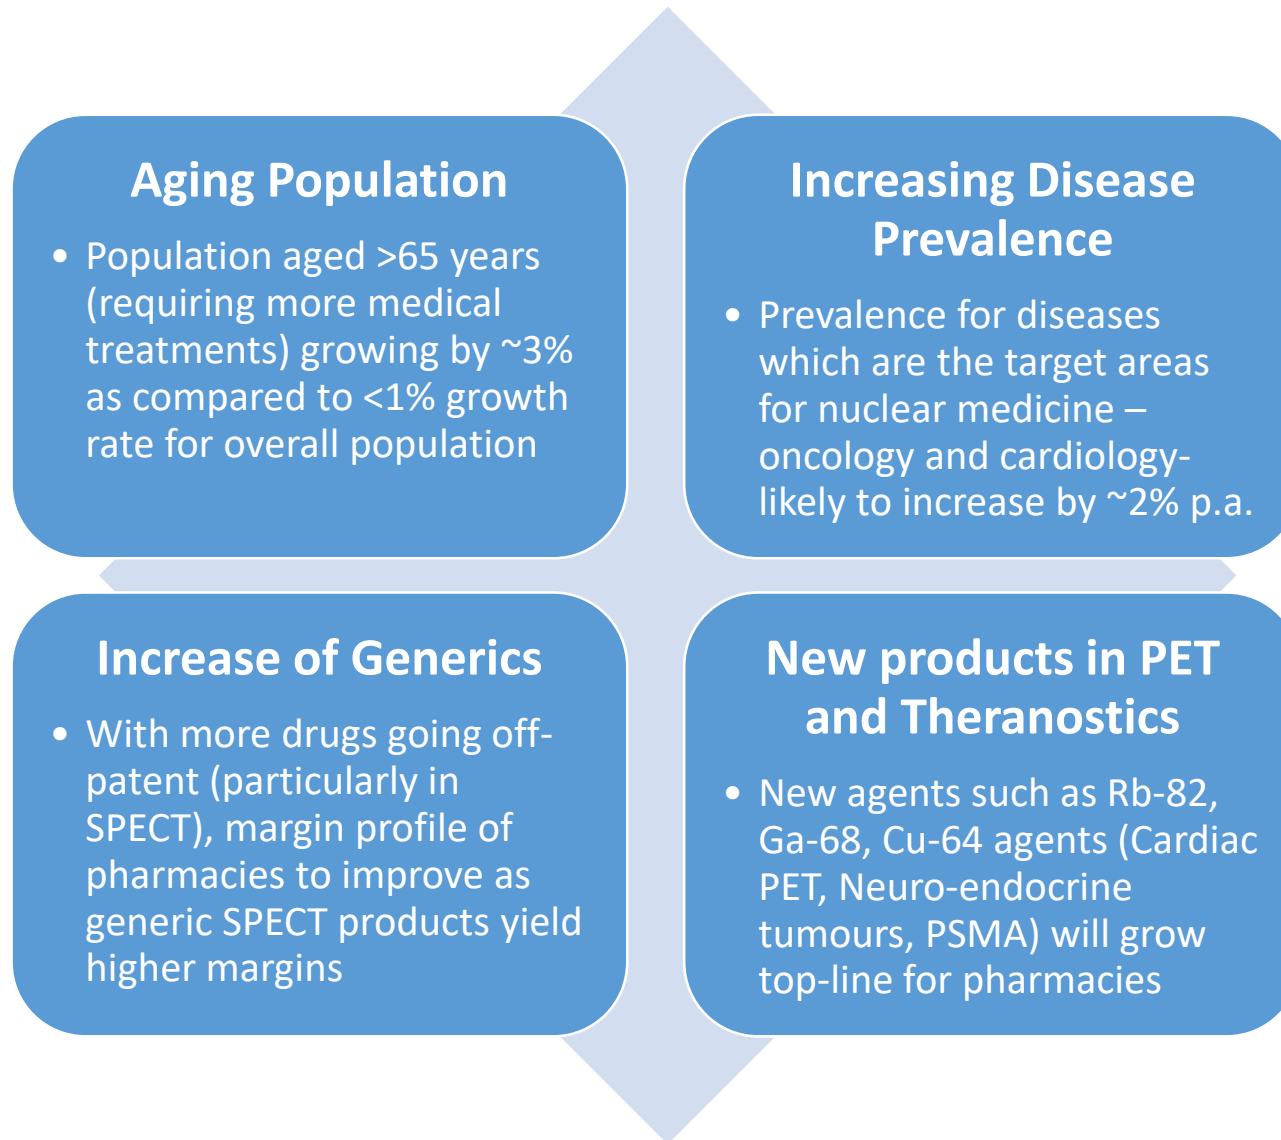 Aging Population
• Population aged >65 years
(requiring more medical
treatments) growing by ~3%
as compared to <1% growth
rate for overall population
Increasing Disease
Prevalence
• Prevalence for diseases
which are the target areas
for nuclear medicine –
oncology and cardiology-
likely to increase by ~2% p.a.
Increase of Generics
• With more drugs going off-
patent (particularly in
SPECT), margin profile of
pharmacies to improve as
generic SPECT products yield
higher margins
New products in PET
and Theranostics
• New agents such as Rb-82,
Ga-68, Cu-64 agents (Cardiac
PET, Neuro-endocrine
tumours, PSMA) will grow
top-line for pharmacies